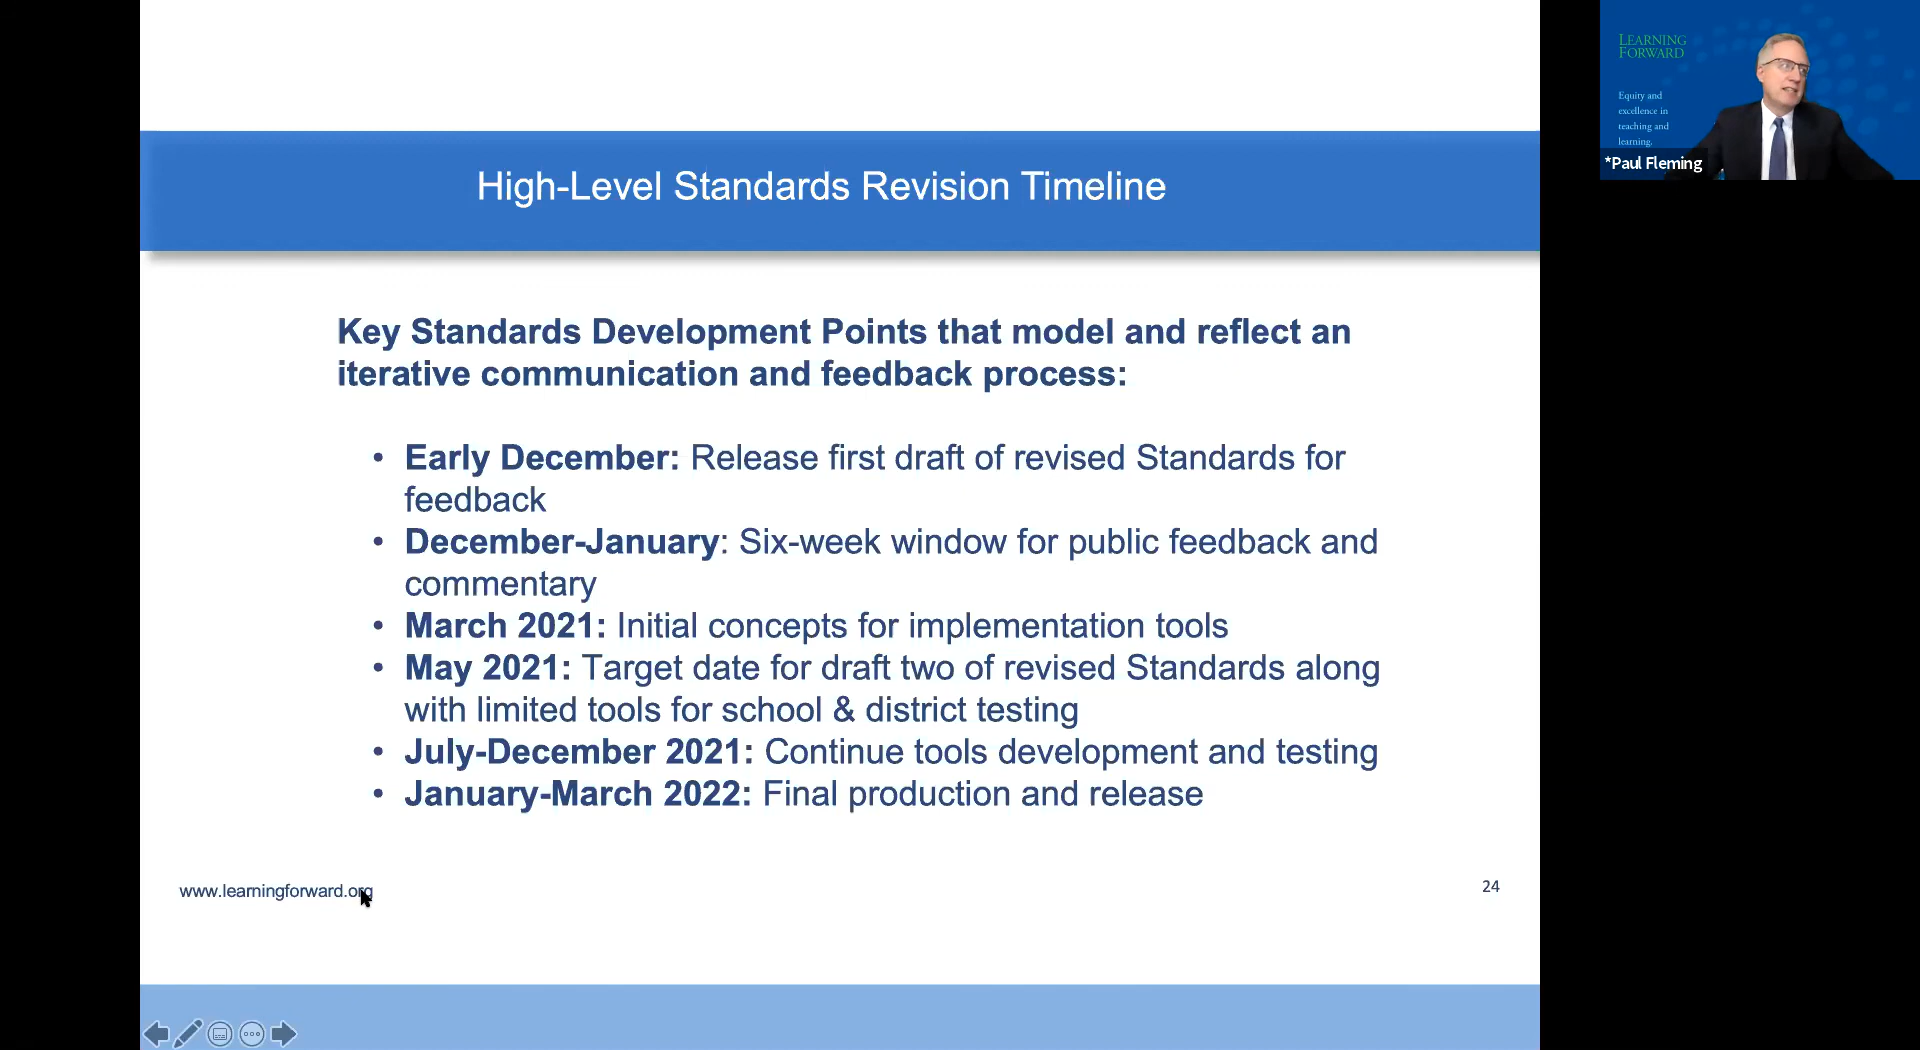 High-Level Standards Revision Timeline
Key Standards Development Points that model and reflect an
iterative communication and feedback process:
• Early December: Release first draft of revised Standards for
feedback
• December-January: Six-week window for public feedback and
commentary
• March 2021: Initial concepts for implementation tools
• May 2021: Target date for draft two of revised Standards along
with limited tools for school & district testing
• July-December 2021: Continue tools development and testing
• January-March 2022: Final production and release
www.learningforward.org
24
LEARNING
FORWARD
Equity and
excellence in
teaching and
learning.
*Paul Fleming